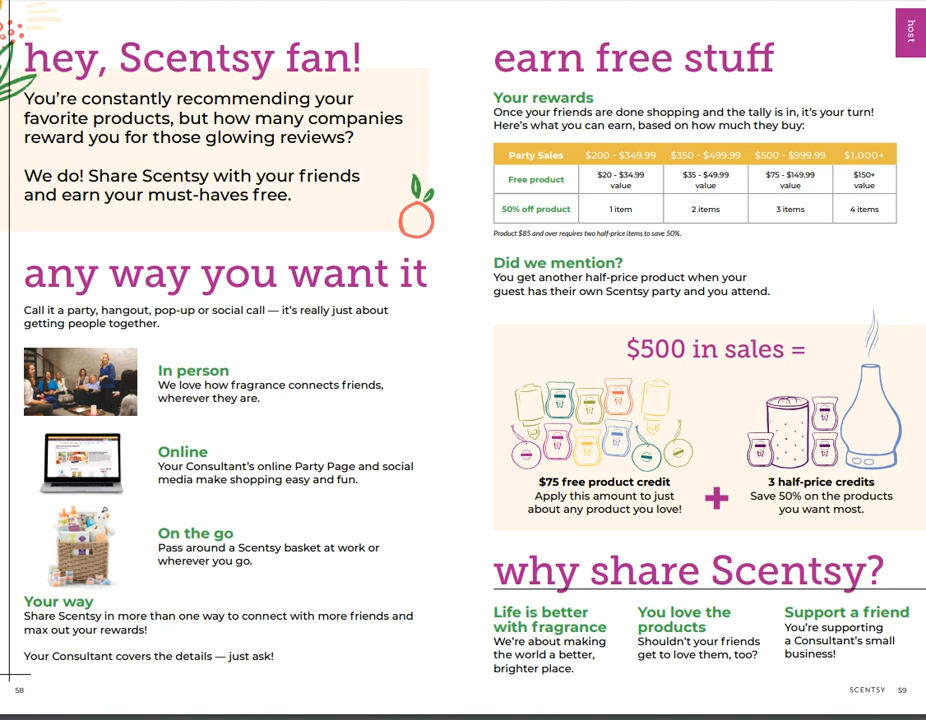 hey, Scentsy fan!
You're constantly recommending your
favorite products, but how many companies
reward you for those glowing reviews?
We do! Share Scentsy with your friends
and earn your must-haves free.
any way you want it
Call it a party, hangout, pop-up or social call — it's really just about
getting people together.
In person
We love how fragrance connects friends,
wherever they are.
Online
Your Consultant's online Party Page and social
media make shopping easy and fun.
On the go
Pass around a Scentsy basket at work or
wherever you go.
Your way
Share Scentsy in more than one way to connect with more friends and
max out your rewards!
Your Consultant covers the details — just ask!
58
host
earn free stuff
Your rewards
Once your friends are done shopping and the tally is in, it's your turn!
Here's what you can earn, based on how much they buy:
Party Sales $200 - $349.99 $350 - $499.99 $500 - $999.99 $1,000+
Free product $20 - $34.99 value $35 - $49.99 value $75 - $149.99 value $150+ value
50% off product 1 item 2 items 3 items 4 items
Product $85 and over requires two half-price items to save 50%.
Did we mention?
You get another half-price product when your
guest has their own Scentsy party and you attend.
$500 in sales =
$75 free product credit
Apply this amount to just
about any product you love!
+
3 half-price credits
Save 50% on the products
you want most.
why share Scentsy?
Life is better
with fragrance
We're about making
the world a better,
brighter place.
You love the
products
Shouldn't your friends
get to love them, too?
Support a friend
You're supporting
a Consultant's small
business!
SCENTSY 59